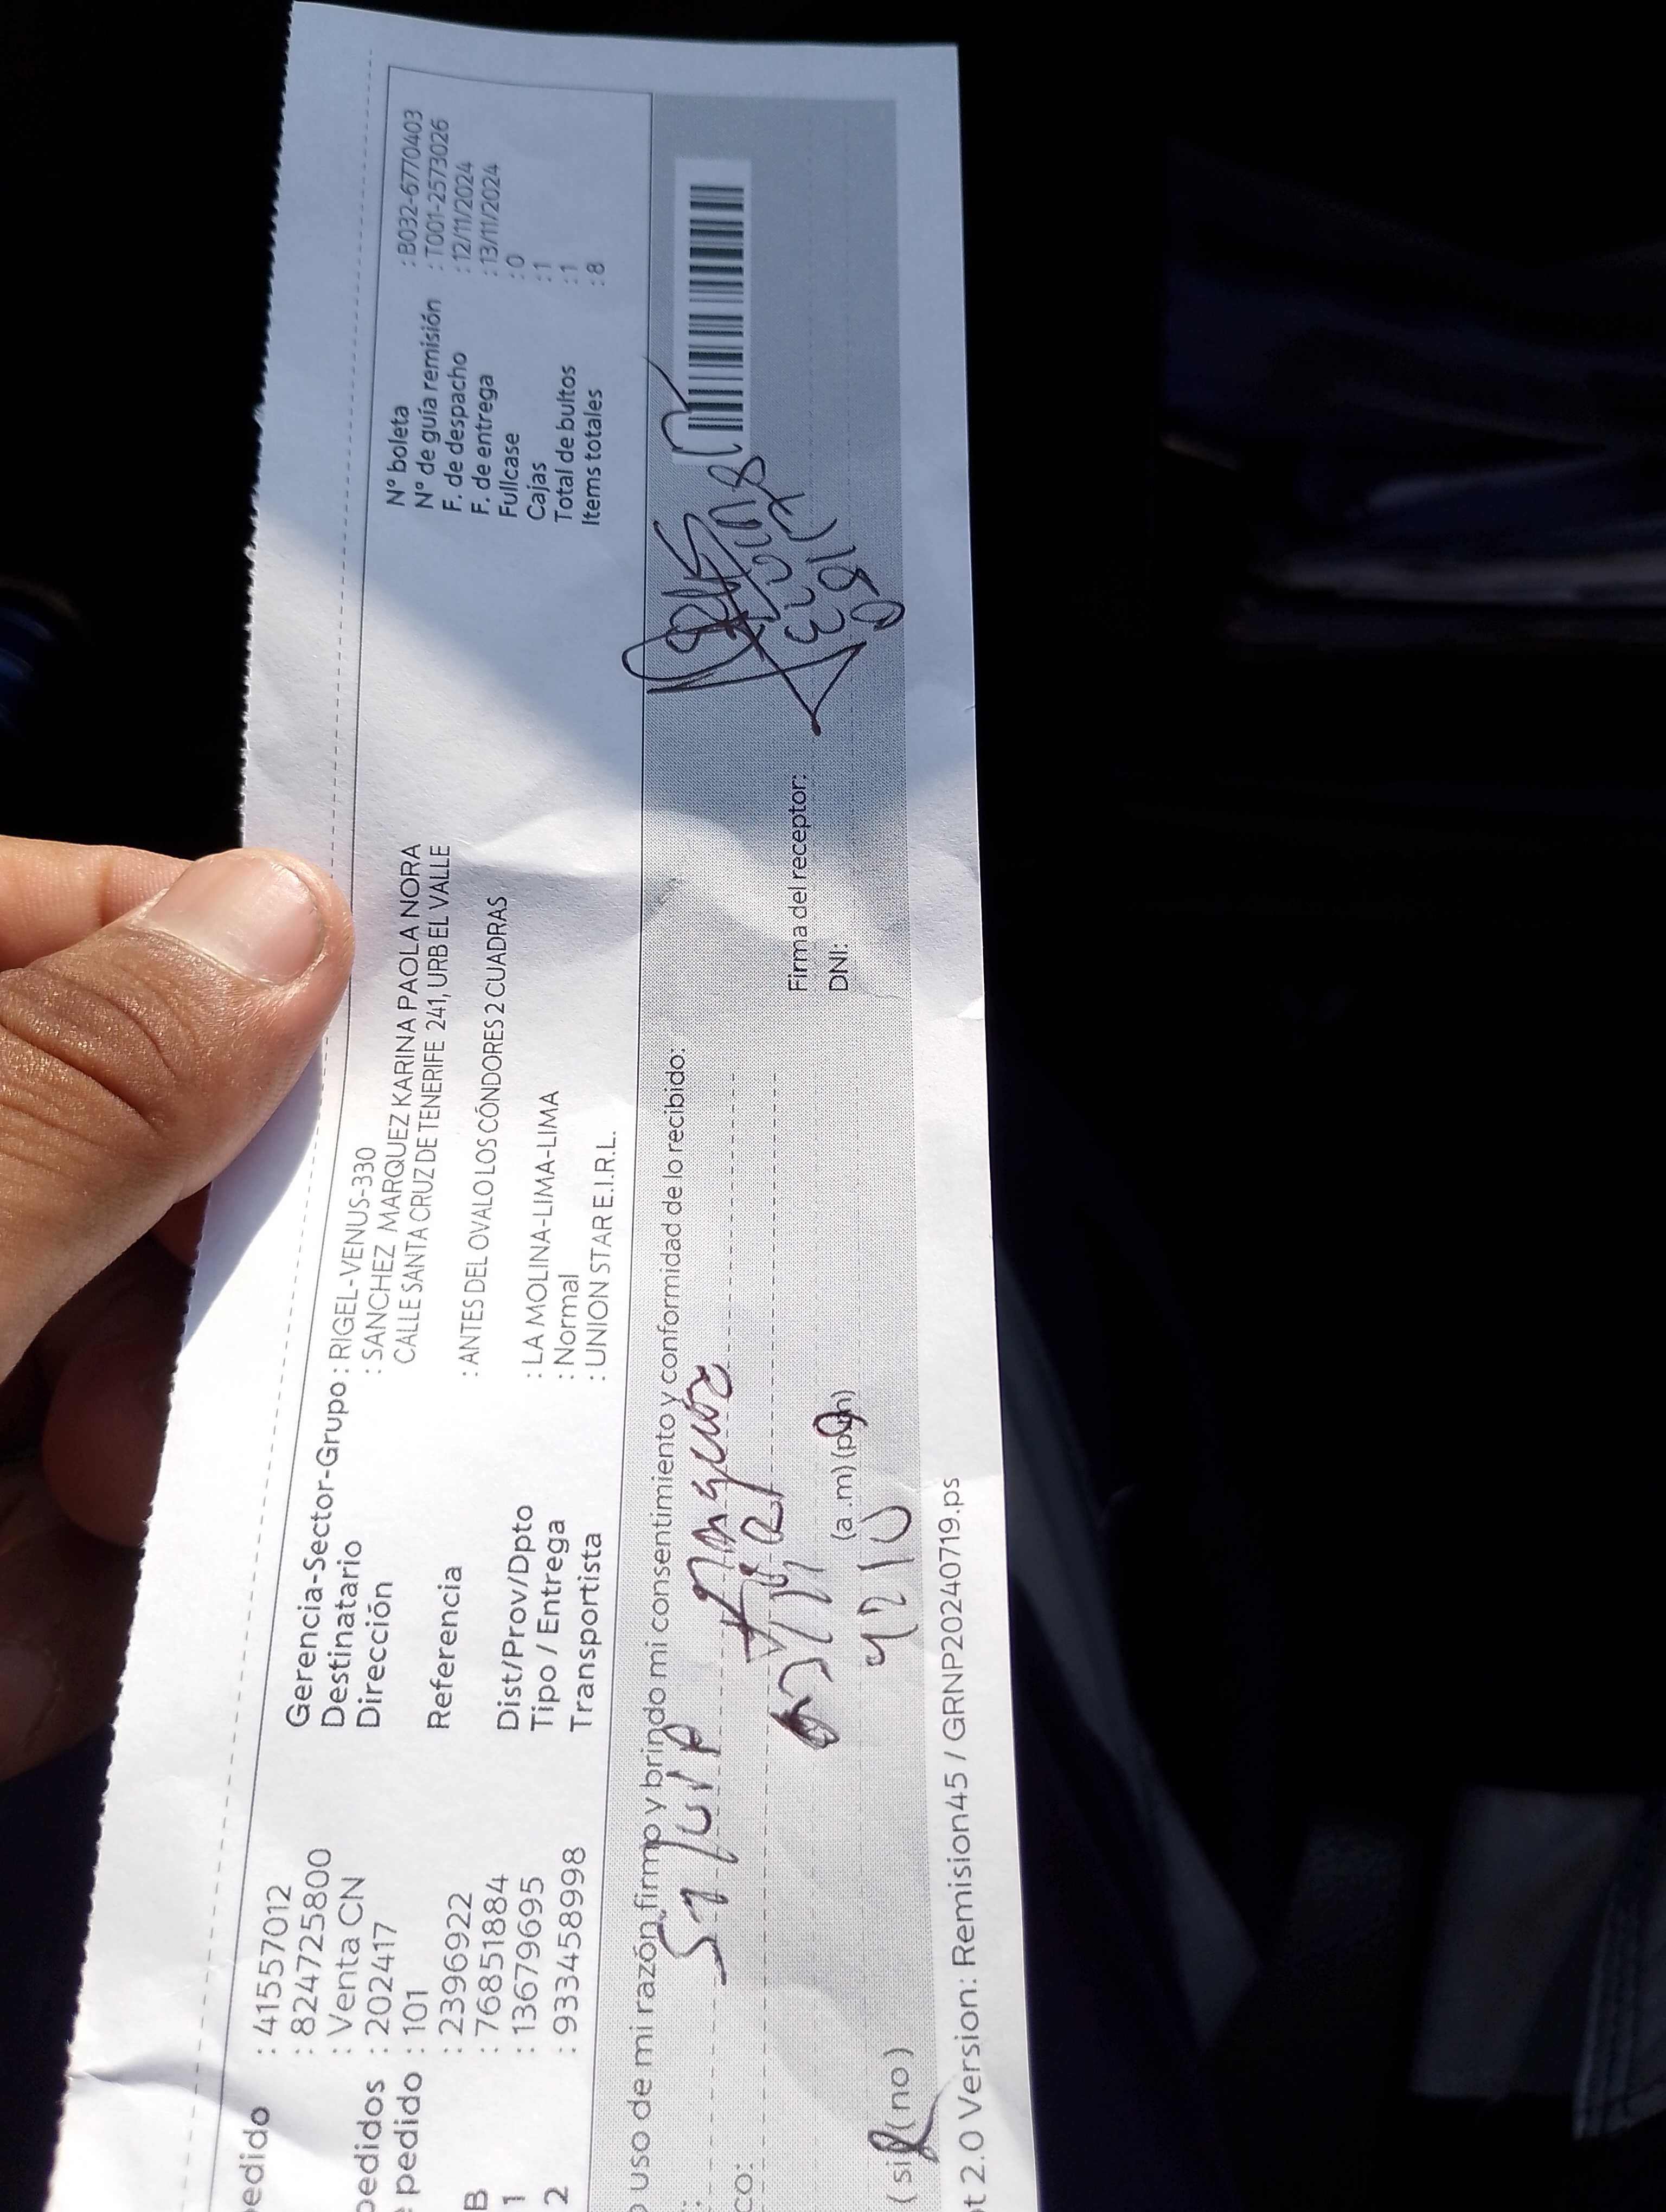 edido : 41557012
: 8247725800
: Venta CN
pedidos : 202417
pedido : 101
: 2396922
B : 76851884
1 : 13679695
2 : 933458998
Gerencia-Sector-Grupo : RIGEL-VENUS-330
Destinatario : SANCHEZ MARQUEZ KARINA PAOLA NORA
Dirección CALLE SANTA CRUZ DE TENERIFE 241, URB EL VALLE
Referencia : ANTES DEL OVALO LOS CÓNDORES 2 CUADRAS
Dist/Prov/Dpto : LA MOLINA-LIMA-LIMA
Tipo / Entrega : Normal
Transportista : UNION STAR E.I.R.L.
N° boleta : B032-6770403
N° de guía remisión : T001-2573026
F. de despacho : 12/11/2024
F. de entrega : 13/11/2024
Fullcase : 0
Cajas : 1
Total de bultos : 1
Items totales : 8
uso de mi razón firmo y brindo mi consentimiento y conformidad de lo recibido:
co:
(a .m) (p.m)
(si) (no)
Firma del receptor:
DNI:
t 2.0 Version: Remision45 / GRNP20240719.ps